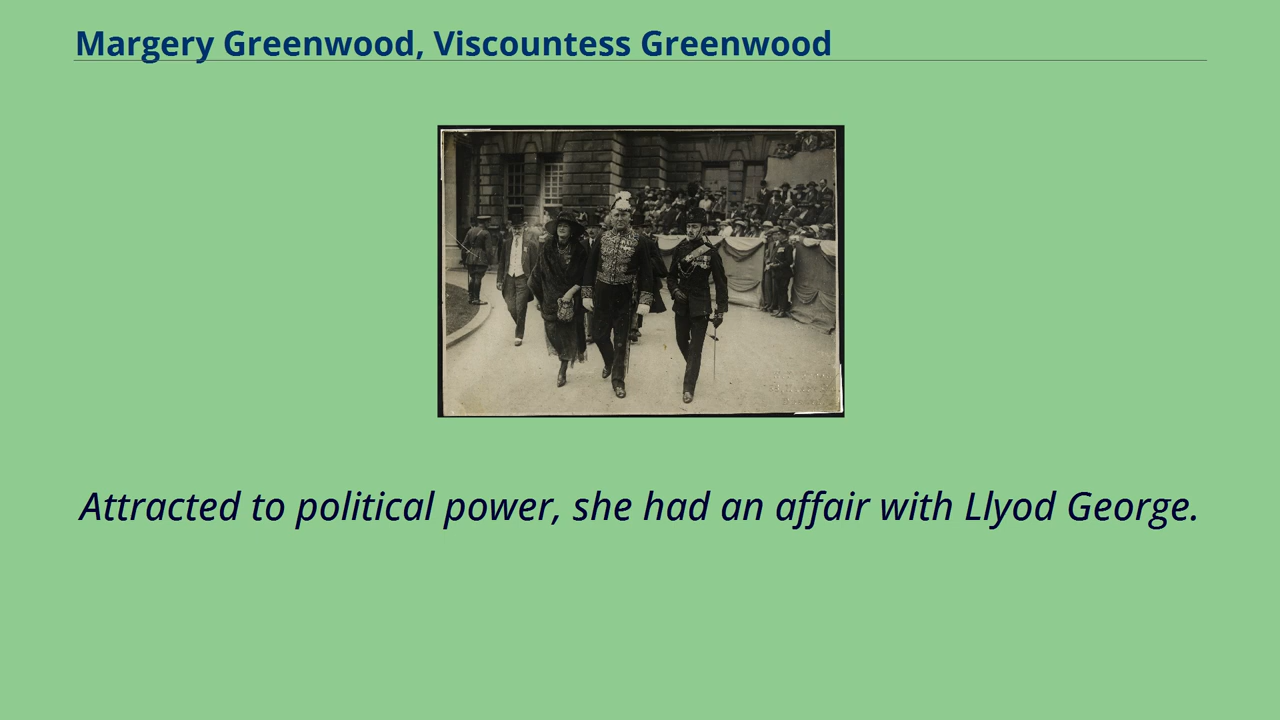 Margery Greenwood, Viscountess Greenwood
Attracted to political power, she had an affair with Llyod George.